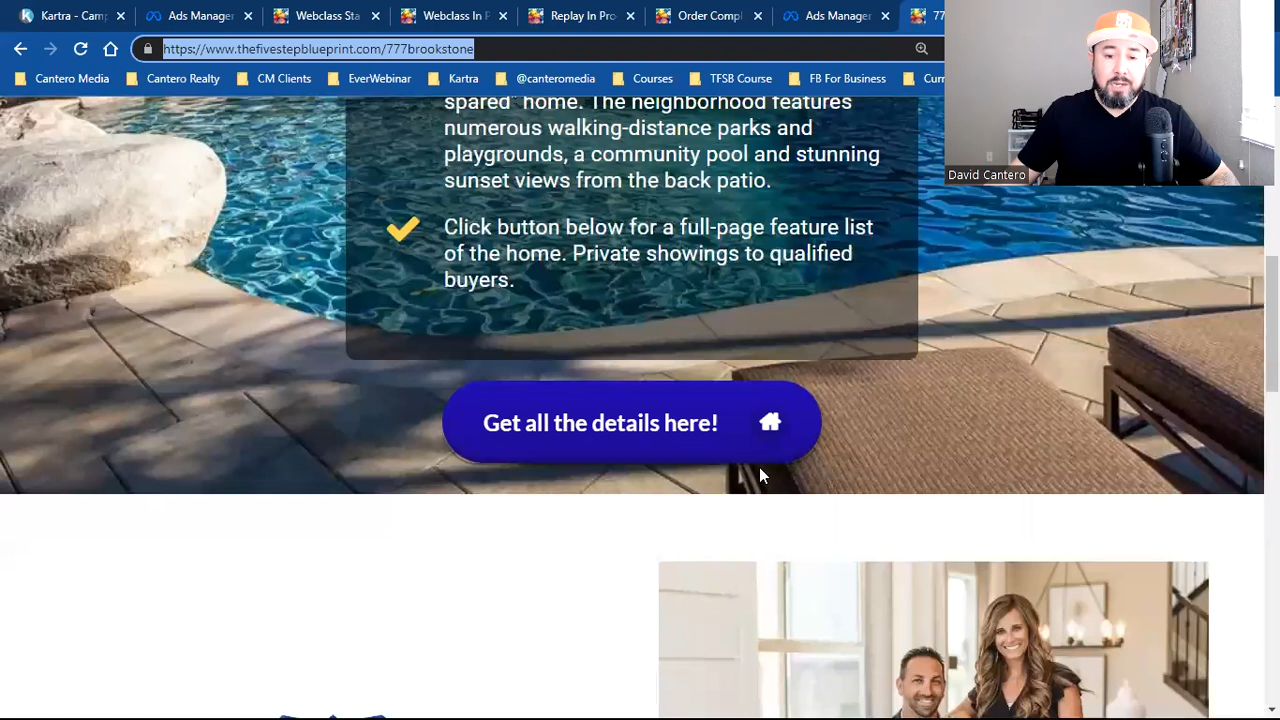 Kartra - Cam
Ads Manager
Webclass Sta
Webclass In P
Replay In Pro
Order Compl
Ads Manager
77
https://www.thefivestepblueprint.com/777brookstone
Cantero Media
Cantero Realty
CM Clients
EverWebinar
Kartra
@canteromedia
Courses
TFSB Course
FB For Business
Curr
David Cantero
spared" home. The neighborhood features
numerous walking-distance parks and
playgrounds, a community pool and stunning
sunset views from the back patio.
Click button below for a full-page feature list
of the home. Private showings to qualified
buyers.
Get all the details here!